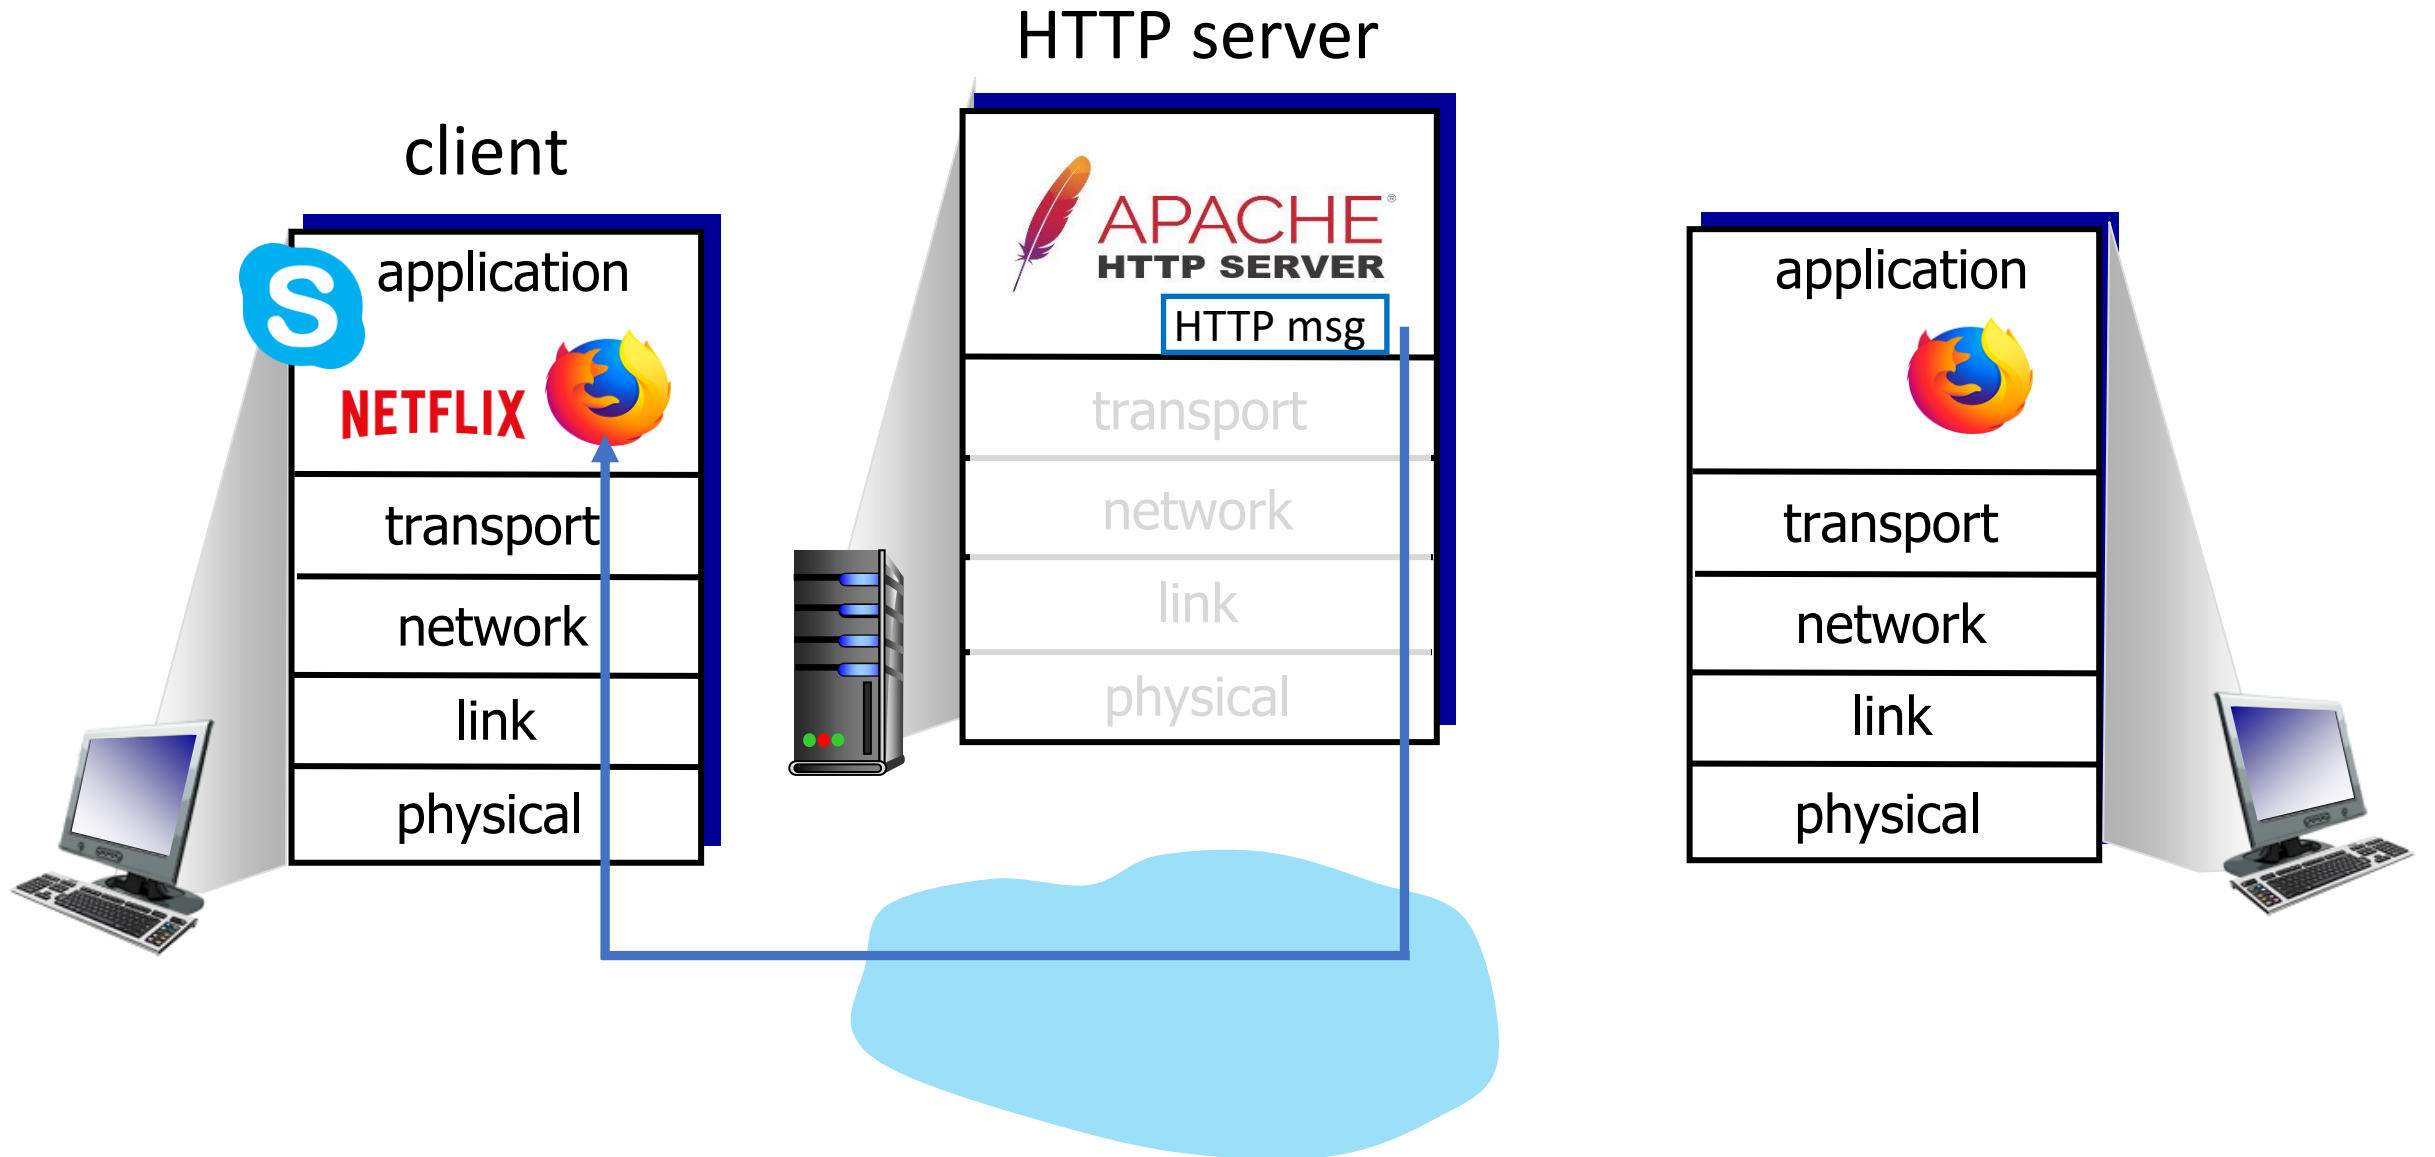 HTTP server
client
application
NETFLIX
transport
network
link
physical
APACHE®
HTTP SERVER
HTTP msg
transport
network
link
physical
application
transport
network
link
physical